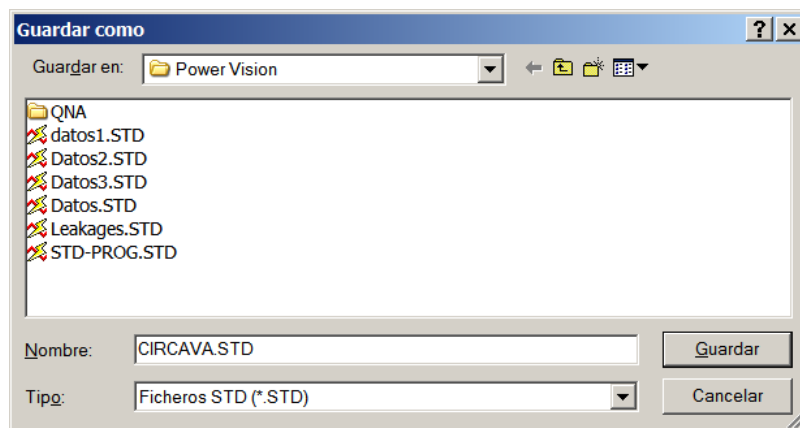 Guardar como
Guardar en: Power Vision
QNA
datos1.STD
Datos2.STD
Datos3.STD
Datos.STD
Leakages.STD
STD-PROG.STD
Nombre: CIRCAVA.STD Guardar
Tipo: Ficheros STD (*.STD) Cancelar